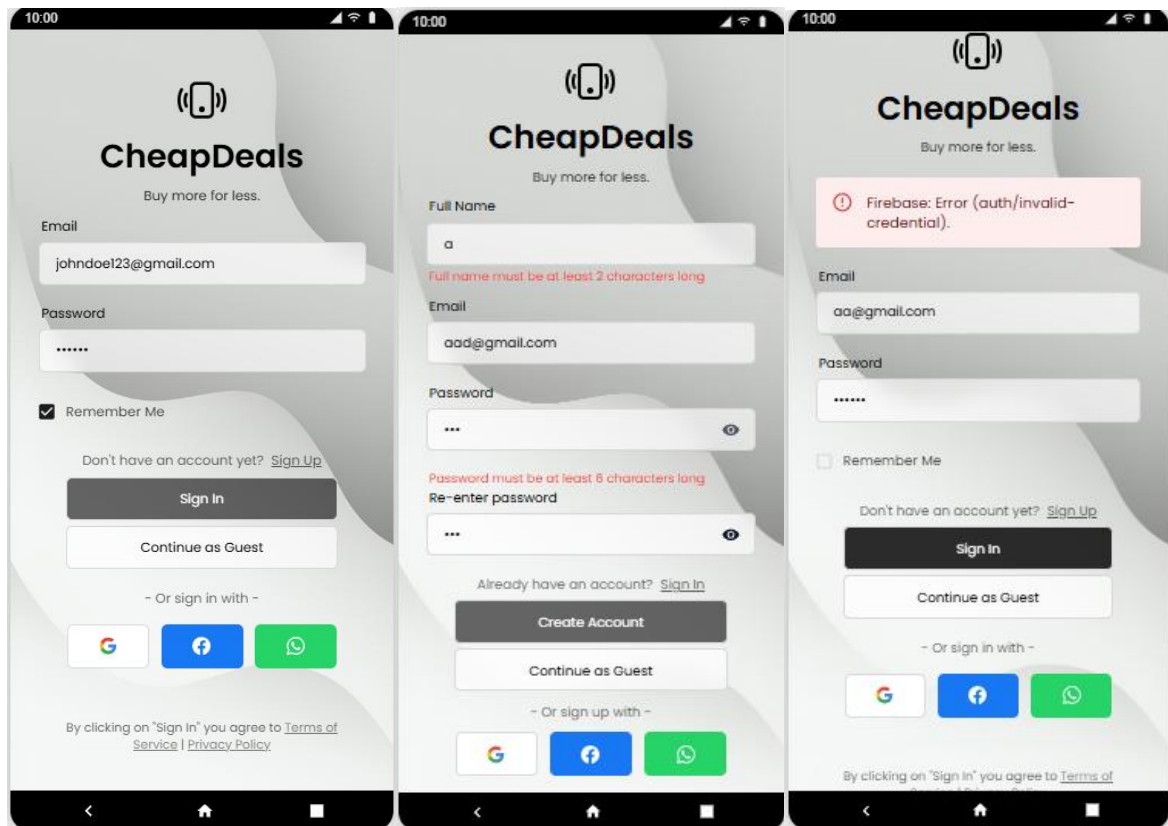 10:00
CheapDeals
Buy more for less.
Email
johndoe123@gmail.com
Password
••••••
Remember Me
Don't have an account yet? Sign Up
Sign In
Continue as Guest
- Or sign in with -
By clicking on "Sign In" you agree to Terms of
Service | Privacy Policy
10:00
CheapDeals
Buy more for less.
Full Name
a
Full name must be at least 2 characters long
Email
aad@gmail.com
Password
•••
Password must be at least 6 characters long
Re-enter password
•••
Already have an account? Sign In
Create Account
Continue as Guest
- Or sign up with -
10:00
CheapDeals
Buy more for less.
Firebase: Error (auth/invalid-
credential).
Email
aa@gmail.com
Password
••••••
Remember Me
Don't have an account yet? Sign Up
Sign In
Continue as Guest
- Or sign in with -
By clicking on "Sign In" you agree to Terms of